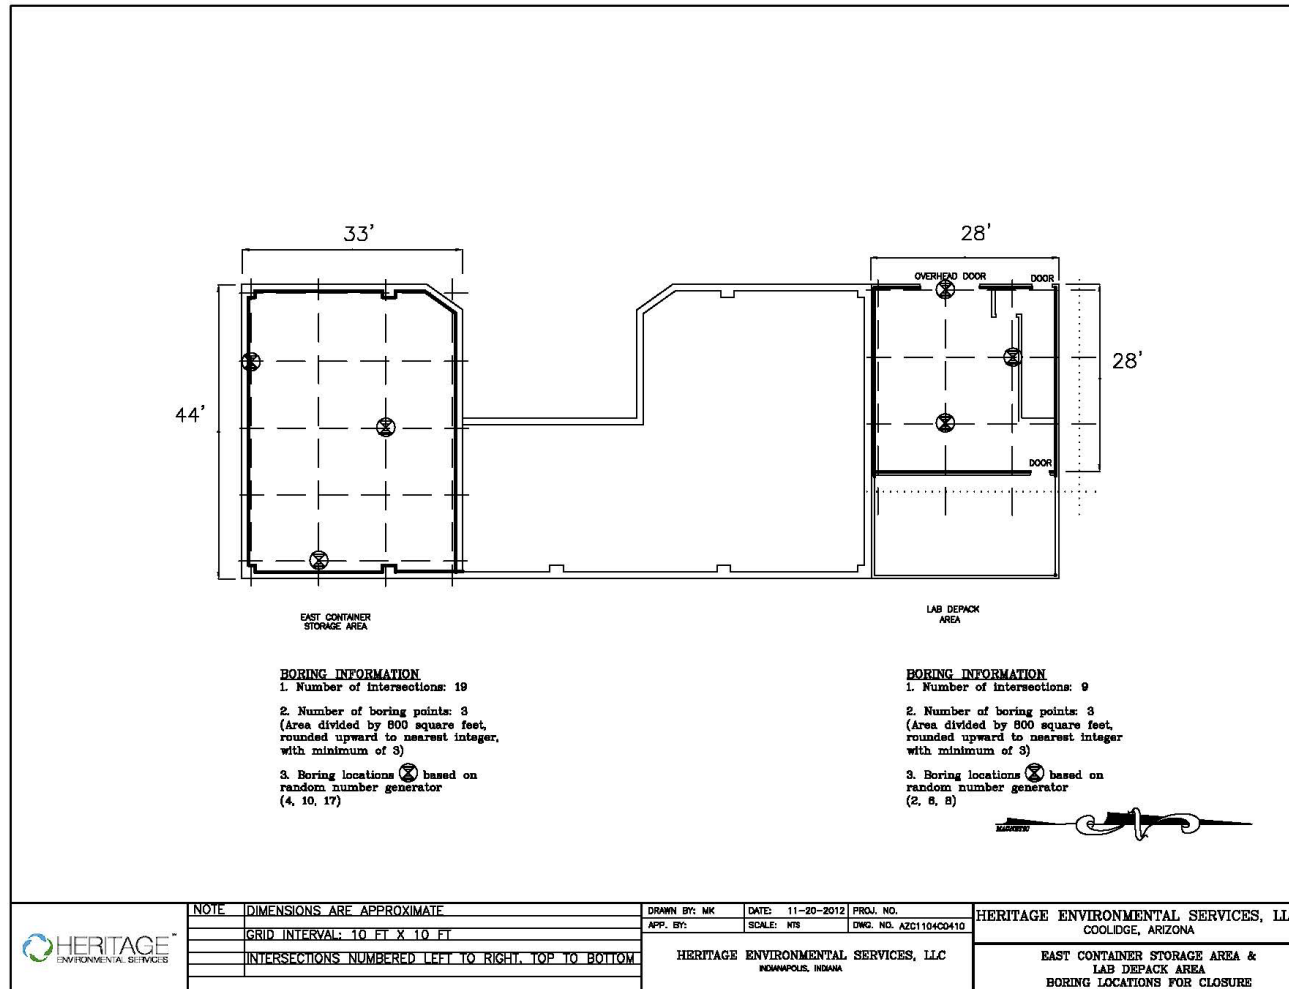 33'
28'
OVERHEAD DOOR
DOOR
28'
44'
DOOR
EAST CONTAINER
STORAGE AREA
LAB DEPACK
AREA
BORING INFORMATION
1. Number of intersections: 19
2. Number of boring points: 3
(Area divided by 800 square feet,
rounded upward to nearest integer,
with minimum of 3)
3. Boring locations based on
random number generator
(4, 10, 17)
BORING INFORMATION
1. Number of intersections: 9
2. Number of boring points: 3
(Area divided by 800 square feet,
rounded upward to nearest integer
with minimum of 3)
3. Boring locations based on
random number generator
(2, 6, 8)
MAGNETIC
HERITAGE™
ENVIRONMENTAL SERVICES
NOTE DIMENSIONS ARE APPROXIMATE
GRID INTERVAL: 10 FT X 10 FT
INTERSECTIONS NUMBERED LEFT TO RIGHT, TOP TO BOTTOM
DRAWN BY: MK DATE: 11-20-2012 PROJ. NO.
APP. BY: SCALE: NTS DWG. NO. AZC1104C0410
HERITAGE ENVIRONMENTAL SERVICES, LLC
INDIANAPOLIS, INDIANA
HERITAGE ENVIRONMENTAL SERVICES, LL
COOLIDGE, ARIZONA
EAST CONTAINER STORAGE AREA &
LAB DEPACK AREA
BORING LOCATIONS FOR CLOSURE